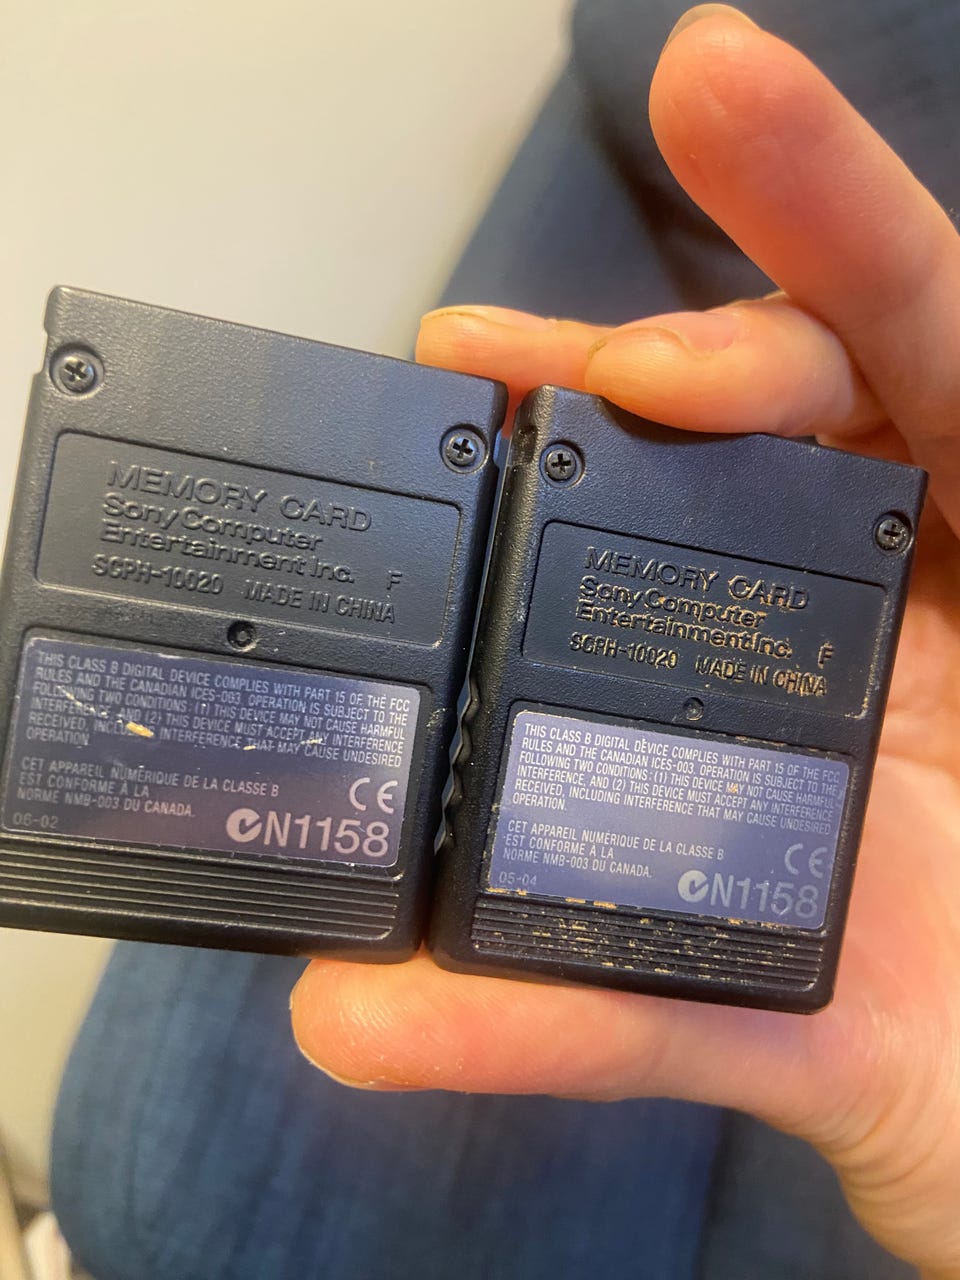 MEMORY CARD
Sony Computer
Entertainment Inc. F
SCPH-10020 MADE IN CHINA
THIS CLASS B DIGITAL DEVICE COMPLIES WITH PART 15 OF THE FCC
RULES AND THE CANADIAN ICES-003. OPERATION IS SUBJECT TO THE
FOLLOWING TWO CONDITIONS: (1) THIS DEVICE MAY NOT CAUSE HARMFUL
INTERFERENCE, AND (2) THIS DEVICE MUST ACCEPT ANY INTERFERENCE
RECEIVED, INCLUDING INTERFERENCE THAT MAY CAUSE UNDESIRED
OPERATION
CET APPAREIL NUMÉRIQUE DE LA CLASSE B
EST CONFORME À LA
NORME NMB-003 DU CANADA.
CE
06-02
N1158
MEMORY CARD
Sony Computer
Entertainment Inc. F
SCPH-10020 MADE IN CHINA
THIS CLASS B DIGITAL DEVICE COMPLIES WITH PART 15 OF THE FCC
RULES AND THE CANADIAN ICES-003. OPERATION IS SUBJECT TO THE
FOLLOWING TWO CONDITIONS: (1) THIS DEVICE MAY NOT CAUSE HARMFUL
INTERFERENCE, AND (2) THIS DEVICE MUST ACCEPT ANY INTERFERENCE
RECEIVED, INCLUDING INTERFERENCE THAT MAY CAUSE UNDESIRED
OPERATION.
CET APPAREIL NUMÉRIQUE DE LA CLASSE B
EST CONFORME À LA
NORME NMB-003 DU CANADA.
CE
05-04
N1158